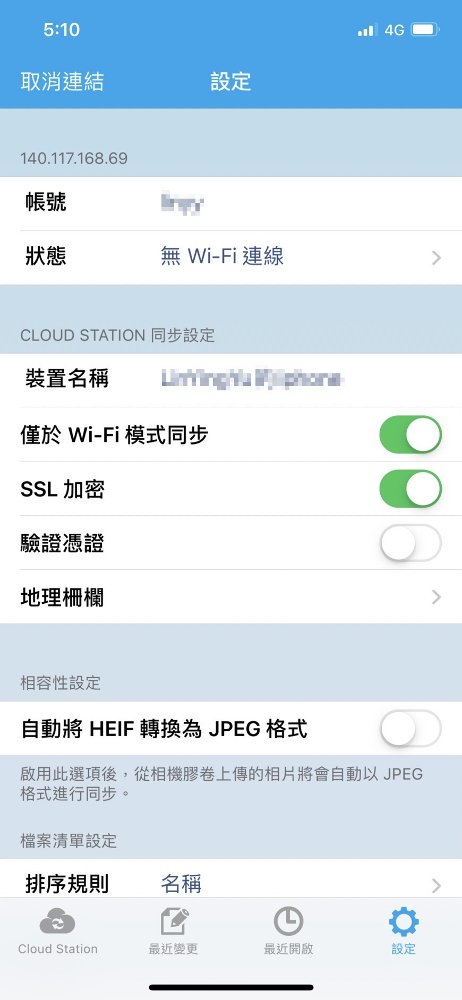 5:10
4G
取消連結
設定
140.117.168.69
帳號
狀態 無 Wi-Fi 連線
CLOUD STATION 同步設定
裝置名稱
僅於 Wi-Fi 模式同步
SSL 加密
驗證憑證
地理柵欄
相容性設定
自動將 HEIF 轉換為 JPEG 格式
啟用此選項後，從相機膠卷上傳的相片將會自動以 JPEG
格式進行同步。
檔案清單設定
排序規則 名稱
Cloud Station
最近變更
最近開啟
設定